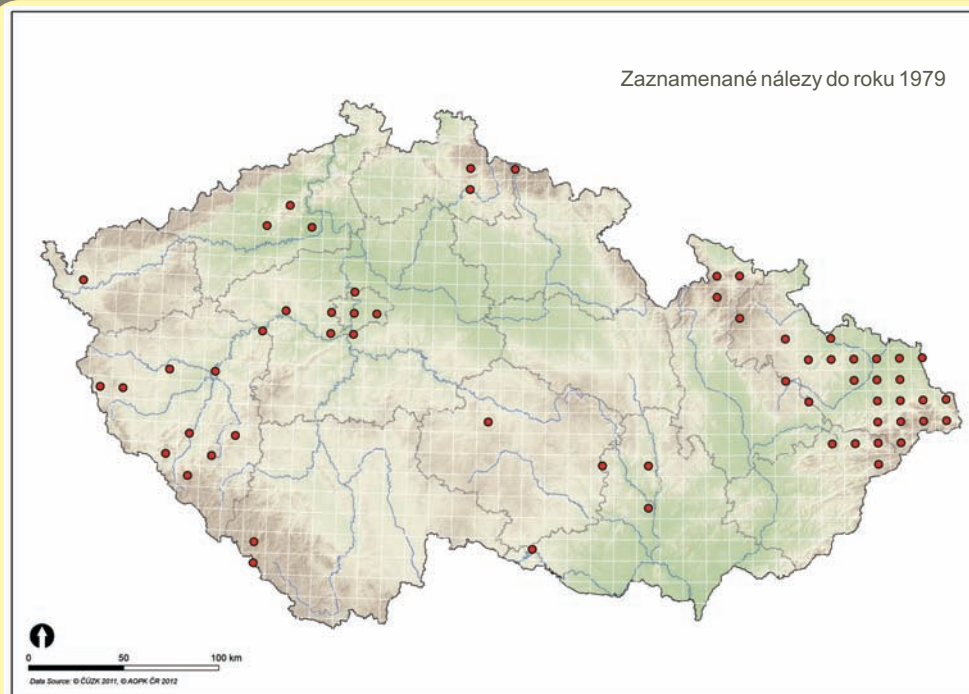 Zaznamenané nálezy do roku 1979
0 50 100 km
Data Source: © ČÚZK 2011, © AOPK ČR 2012